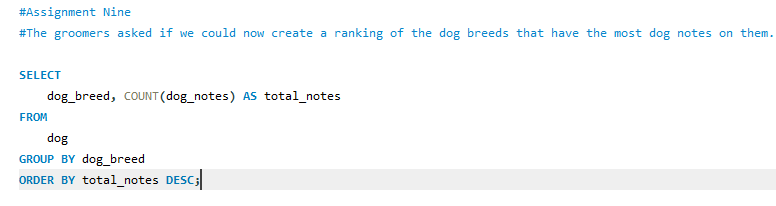 #Assignment Nine
#The groomers asked if we could now create a ranking of the dog breeds that have the most dog notes on them.
SELECT
dog_breed, COUNT(dog_notes) AS total_notes
FROM
dog
GROUP BY dog_breed
ORDER BY total_notes DESC;